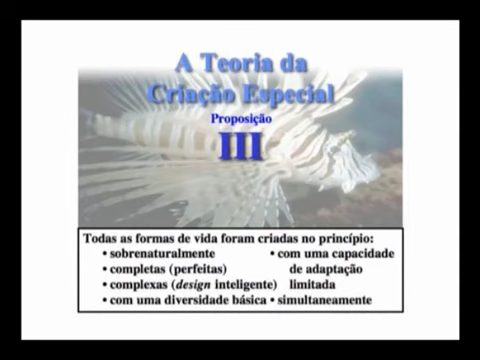 A Teoria da
Criação Especial
Proposição
III
Todas as formas de vida foram criadas no princípio:
• sobrenaturalmente
• completas (perfeitas)
• complexas (design inteligente)
• com uma diversidade básica
• com uma capacidade
de adaptação
limitada
• simultaneamente